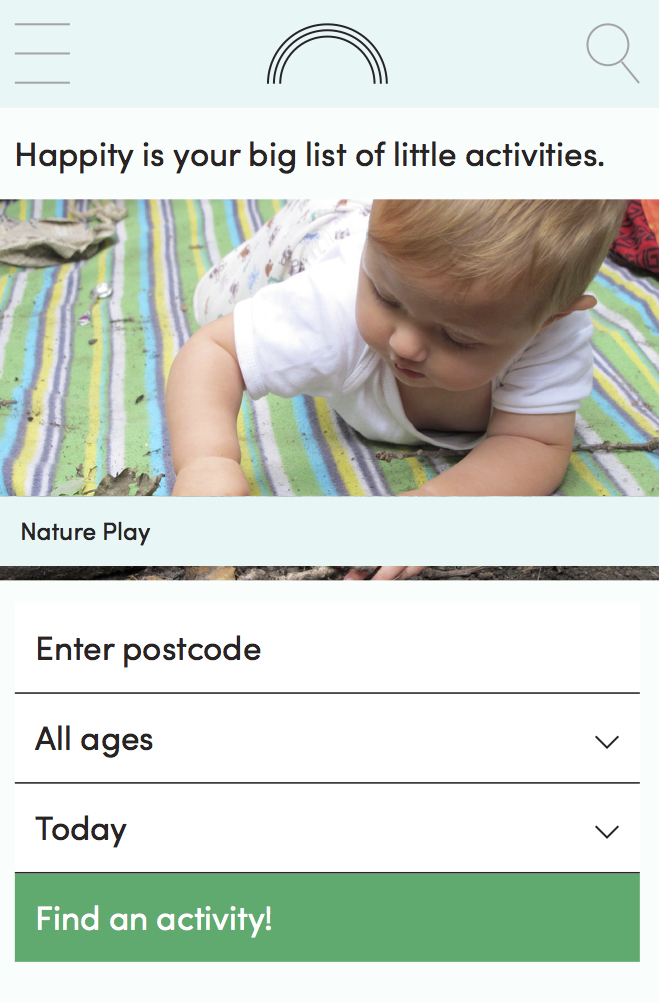 Happity is your big list of little activities.
Nature Play
Enter postcode
All ages
Today
Find an activity!